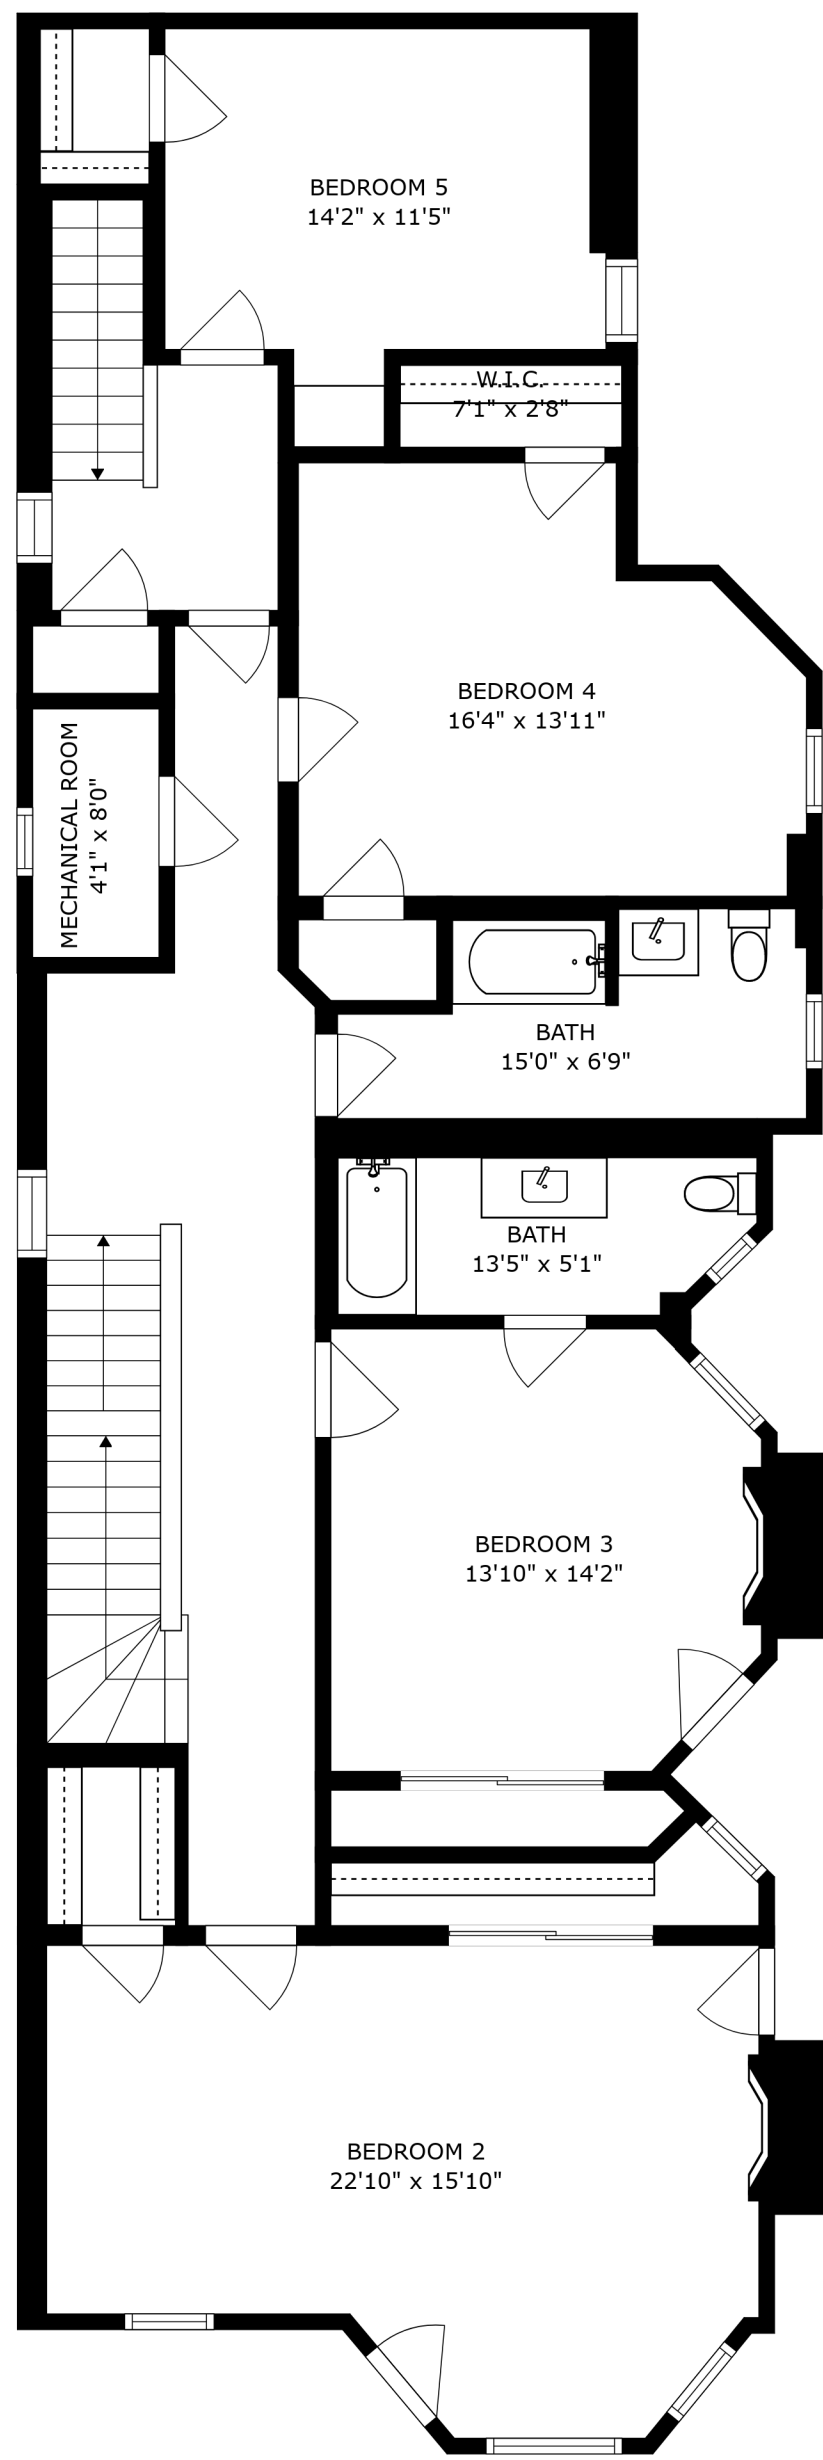 BEDROOM 5
14'2" x 11'5"
W.I.C.
7'1" x 2'8"
BEDROOM 4
16'4" x 13'11"
MECHANICAL ROOM
4'1" x 8'0"
BATH
15'0" x 6'9"
BATH
13'5" x 5'1"
BEDROOM 3
13'10" x 14'2"
BEDROOM 2
22'10" x 15'10"